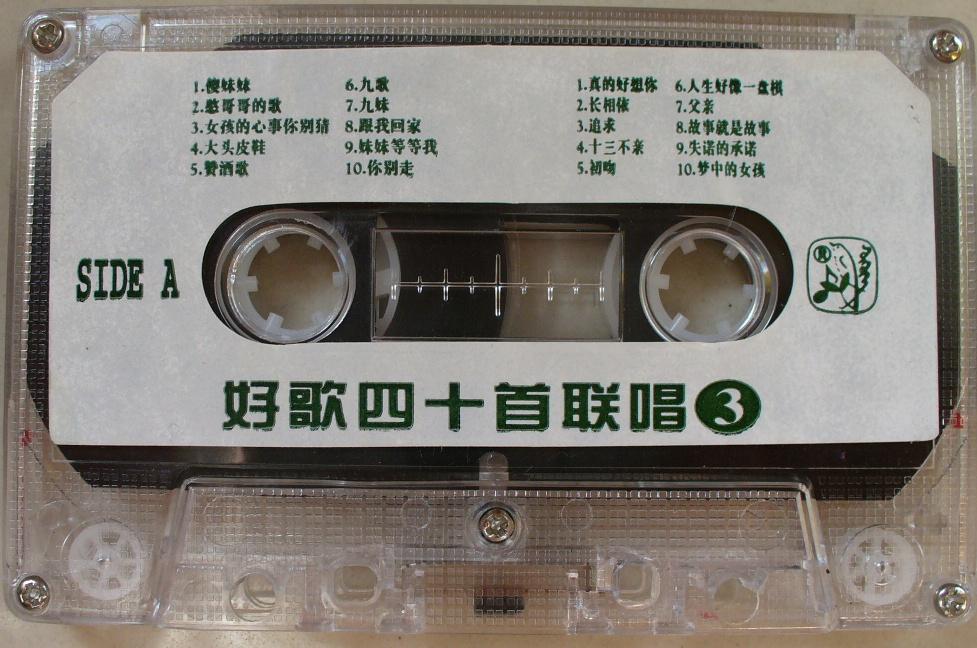 1.傻妹妹
2.憨哥哥的歌
3.女孩的心事你别猜
4.大头皮鞋
5.赞酒歌
6.九歌
7.九妹
8.跟我回家
9.妹妹等等我
10.你别走
1.真的好想你
2.长相依
3.追求
4.十三不亲
5.初吻
6.人生好像一盘棋
7.父亲
8.故事就是故事
9.失诺的承诺
10.梦中的女孩
SIDE A
®
好歌四十首联唱3